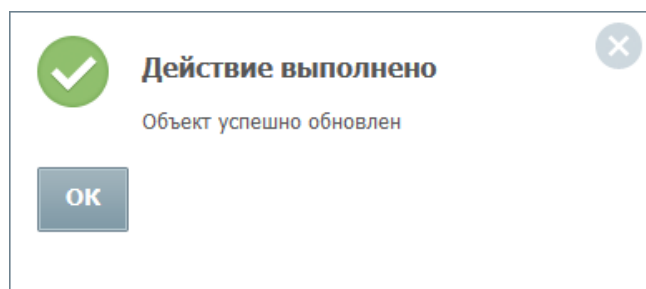 Действие выполнено
Объект успешно обновлен
ОК